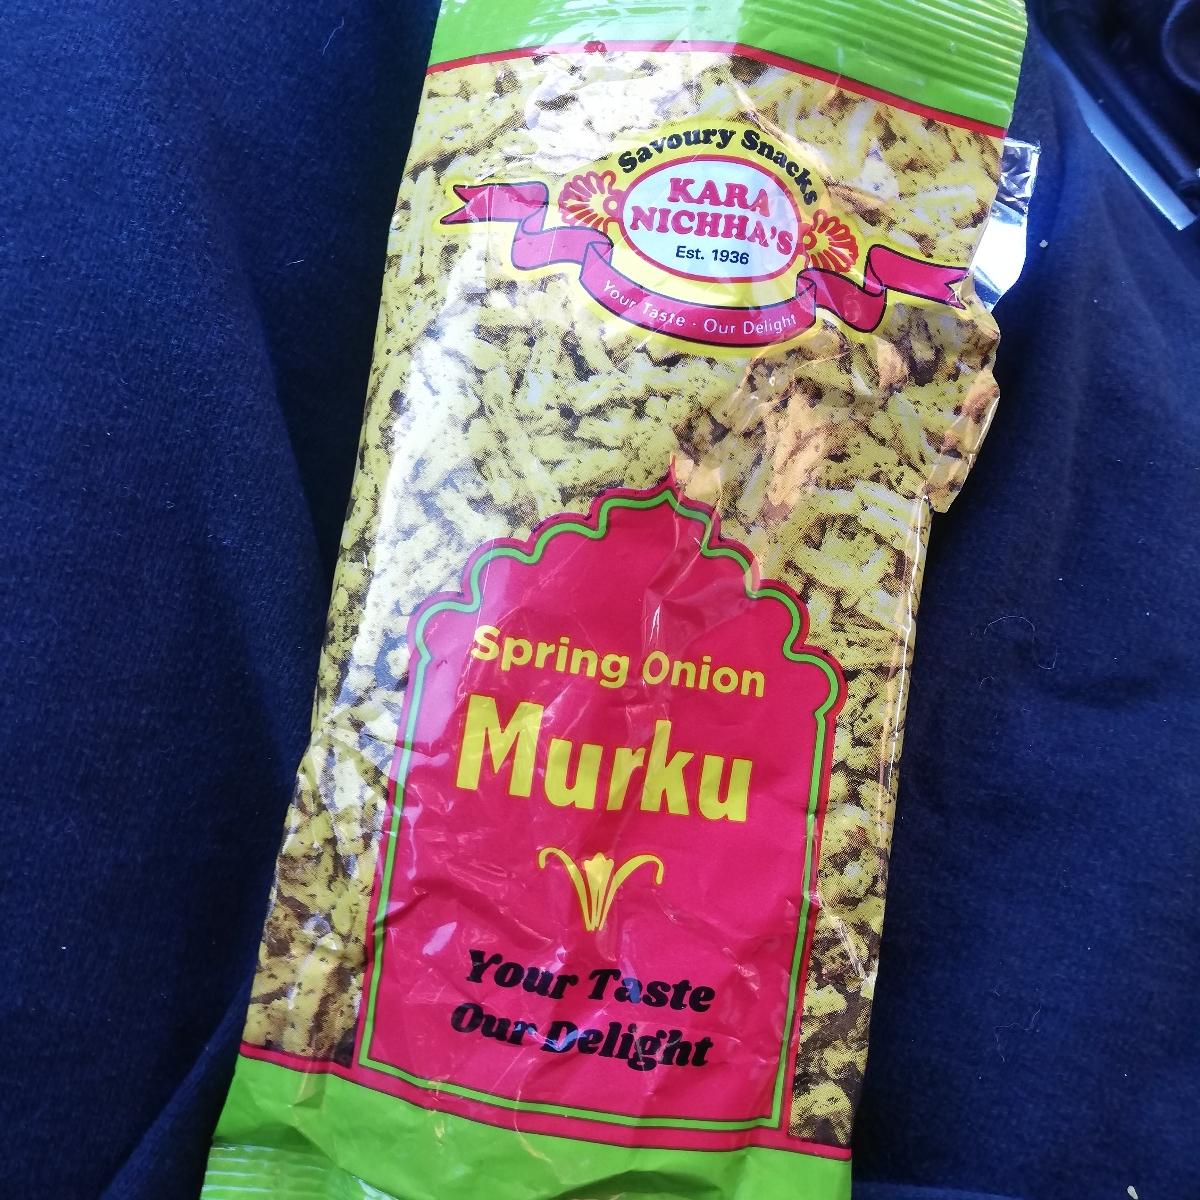 Savoury Snacks
KARA
NICHHA'S
Est. 1936
Your Taste · Our Delight
Spring Onion
Murku
Your Taste
Our Delight